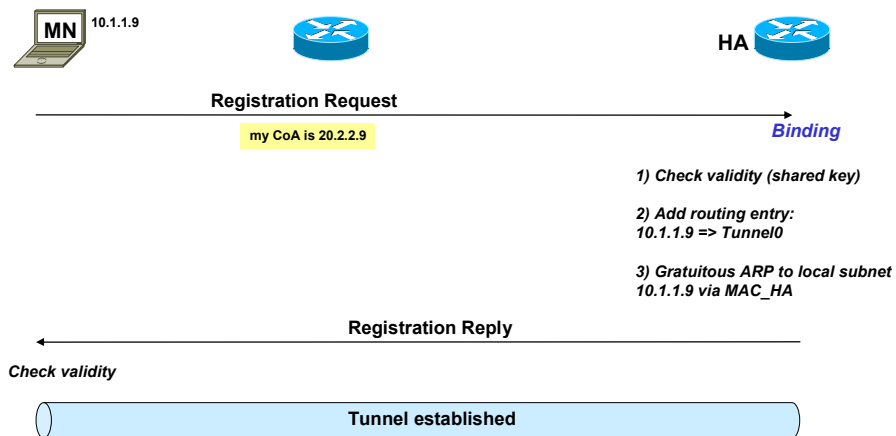 MN
10.1.1.9
HA
Registration Request
my CoA is 20.2.2.9
Binding
1) Check validity (shared key)
2) Add routing entry:
10.1.1.9 => Tunnel0
3) Gratuitous ARP to local subnet
10.1.1.9 via MAC_HA
Registration Reply
Check validity
Tunnel established